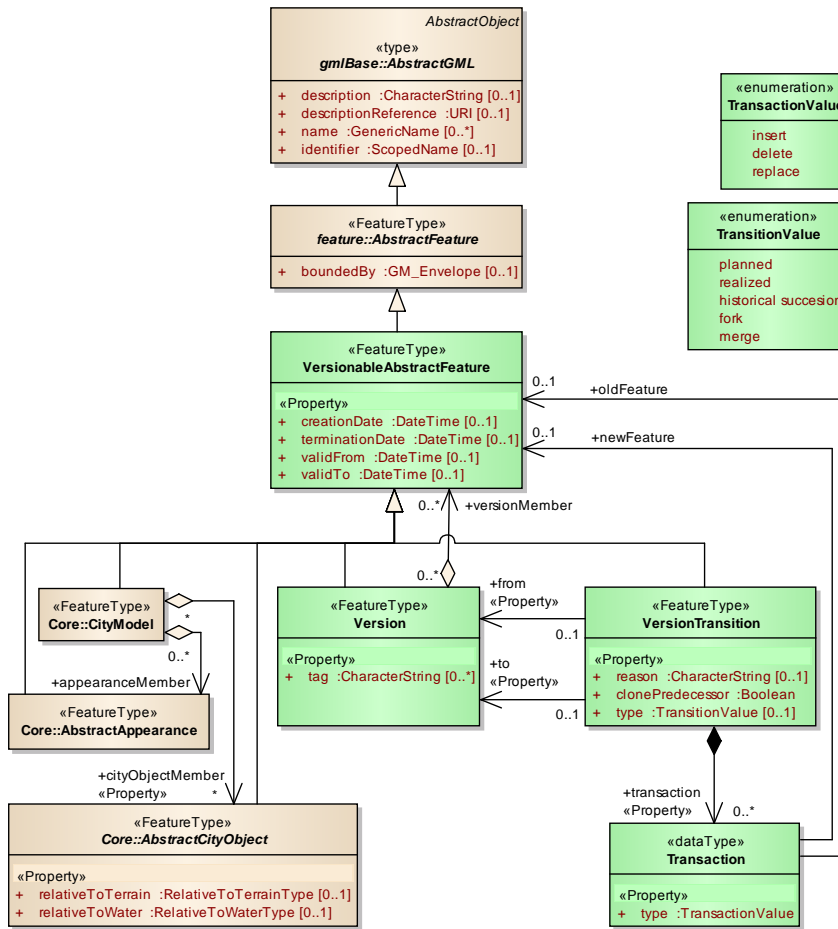 AbstractObject
«type»
gmlBase::AbstractGML
+ description :CharacterString [0..1]
+ descriptionReference :URI [0..1]
+ name :GenericName [0..*]
+ identifier :ScopedName [0..1]
«enumeration»
TransactionValue
insert
delete
replace
«FeatureType»
feature::AbstractFeature
+ boundedBy :GM_Envelope [0..1]
«enumeration»
TransitionValue
planned
realized
historical succesion
fork
merge
«FeatureType»
VersionableAbstractFeature
«Property»
+ creationDate :DateTime [0..1]
+ terminationDate :DateTime [0..1]
+ validFrom :DateTime [0..1]
+ validTo :DateTime [0..1]
0..1
+oldFeature
0..1
+newFeature
0..*
+versionMember
0..*
«FeatureType»
Core::CityModel
*
0..*
+appearanceMember
«FeatureType»
Core::AbstractAppearance
+cityObjectMember
«Property»
*
«FeatureType»
Version
«Property»
+ tag :CharacterString [0..*]
+from
«Property»
0..1
+to
«Property»
0..1
«FeatureType»
VersionTransition
«Property»
+ reason :CharacterString [0..1]
+ clonePredecessor :Boolean
+ type :TransitionValue [0..1]
+transaction
«Property»
0..*
«FeatureType»
Core::AbstractCityObject
«Property»
+ relativeToTerrain :RelativeToTerrainType [0..1]
+ relativeToWater :RelativeToWaterType [0..1]
«dataType»
Transaction
«Property»
+ type :TransactionValue